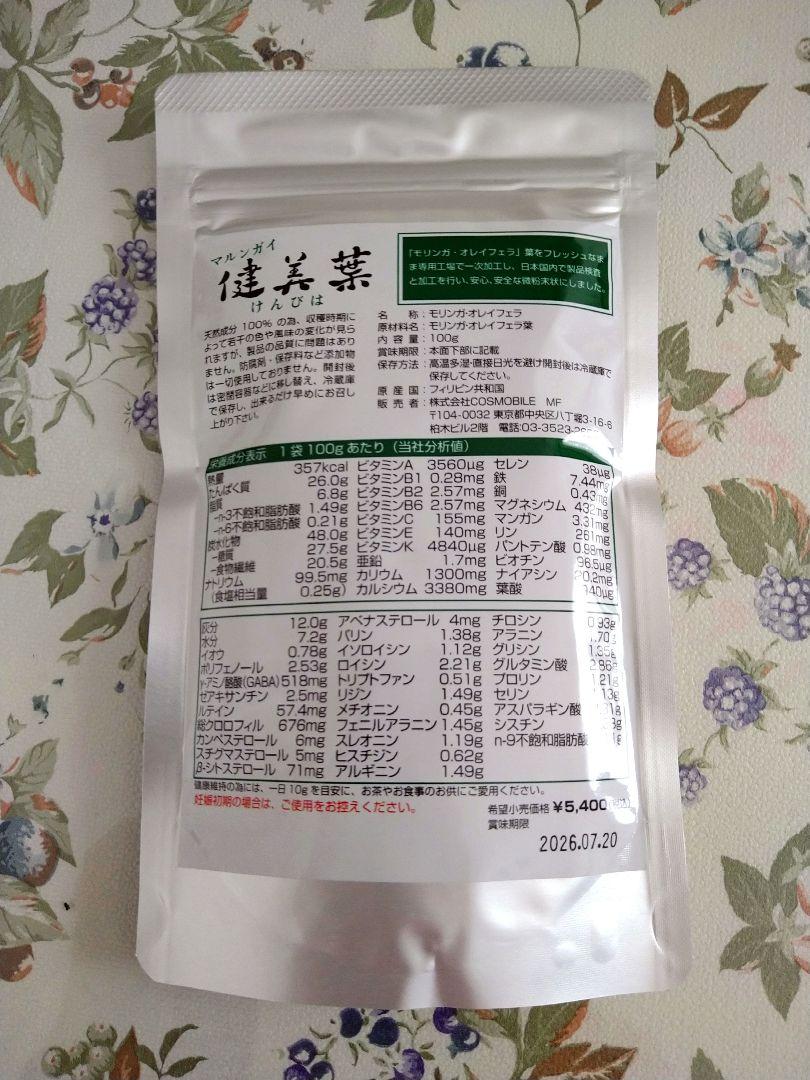 マルンガイ
健美葉
けんびは
「モリンガ・オレイフェラ」葉をフレッシュなま
ま専用工場で一次加工し、日本国内で製品検査
と加工を行い、安心、安全な微粉末状にしました。
天然成分 100% の為、収穫時期に
よって若干の色や風味の変化が見ら
れますが、製品の品質に問題はあり
ません。防腐剤・保存料など添加物
は一切使用しておりません。開封後
は密閉容器などに移し替え、冷蔵庫
で保存し、出来るだけ早めにお召し
上がり下さい。
名 称：モリンガ・オレイフェラ
原材料名：モリンガ・オレイフェラ葉
内 容 量：100g
賞味期限：本面下部に記載
保存方法：高温多湿・直接日光を避け開封後は冷蔵庫で
保存してください。
原 産 国：フィリピン共和国
販 売 者：株式会社COSMOBILE MF
〒104-0032 東京都中央区八丁堀3-16-6
柏木ビル2階 電話:03-3523-
栄養成分表示 1袋100gあたり（当社分析値）
熱量 357kcal ビタミンA 3560μg セレン 38μg
たんぱく質 26.0g ビタミンB1 0.28mg 鉄 7.44mg
脂質 6.8g ビタミンB2 2.57mg 銅 0.43mg
－n-3不飽和脂肪酸 1.49g ビタミンB6 2.57mg マグネシウム 432mg
－n-6不飽和脂肪酸 0.21g ビタミンC 155mg マンガン 3.31mg
炭水化物 48.0g ビタミンE 140mg リン 261mg
－糖質 27.5g ビタミンK 4840μg パントテン酸 0.98mg
－食物繊維 20.5g 亜鉛 1.7mg ビオチン 96.5μg
ナトリウム 99.5mg カリウム 1300mg ナイアシン 20.2mg
（食塩相当量 0.25g）カルシウム 3380mg 葉酸
灰分 12.0g アベナステロール 4mg チロシン 0.93g
水分 7.2g バリン 1.38g アラニン
イオウ 0.78g イソロイシン 1.12g グリシン 1.35g
ポリフェノール 2.53g ロイシン 2.21g グルタミン酸 2.86g
γ-アミノ酪酸(GABA) 518mg トリプトファン 0.51g プロリン
ゼアキサンチン 2.5mg リジン 1.49g セリン
ルテイン 57.4mg メチオニン 0.45g アスパラギン酸
総クロロフィル 676mg フェニルアラニン 1.45g シスチン
カンペステロール 6mg スレオニン 1.19g n-9不飽和脂肪酸
スチグマステロール 5mg ヒスチジン 0.62g
β-シトステロール 71mg アルギニン 1.49g
健康維持の為には、一日10gを目安に、お茶やお食事のお供にご愛用ください。
妊娠初期の場合は、ご使用をお控えください。
希望小売価格 ¥5,400
賞味期限
2026.07.20